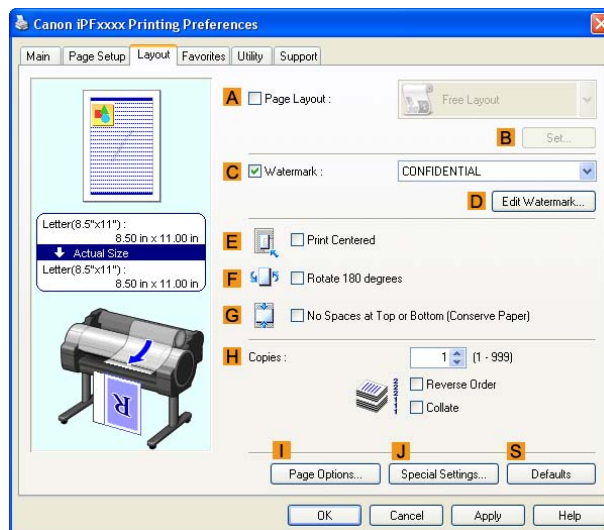 Canon iPFxxxx Printing Preferences
Main Page Setup Layout Favorites Utility Support
A Page Layout : Free Layout
B Set...
C Watermark : CONFIDENTIAL
D Edit Watermark...
Letter(8.5"x11") :
8.50 in x 11.00 in
Actual Size
Letter(8.5"x11") :
8.50 in x 11.00 in
E Print Centered
F Rotate 180 degrees
G No Spaces at Top or Bottom (Conserve Paper)
H Copies : 1 (1 - 999)
Reverse Order
Collate
R
I J S
Page Options... Special Settings... Defaults
OK Cancel Apply Help